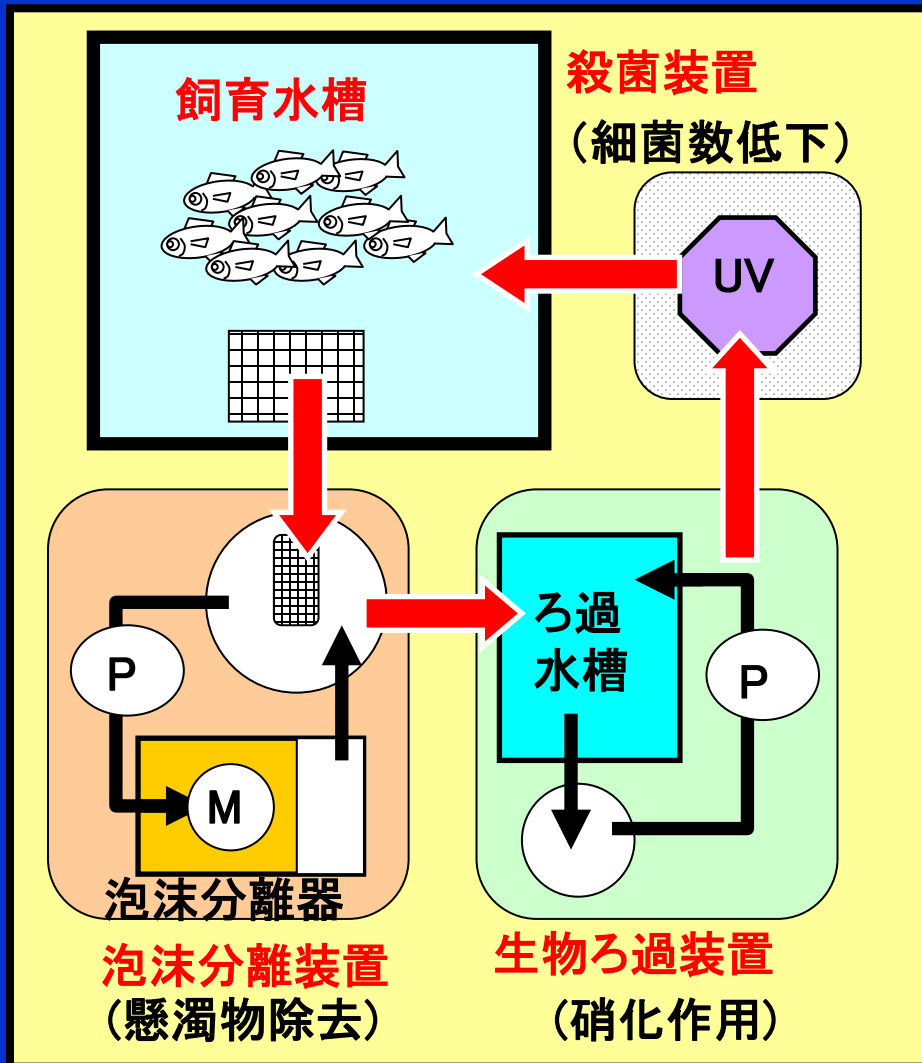 飼育水槽
殺菌装置
(細菌数低下)
UV
ろ過
水槽
P
P
M
泡沫分離器
泡沫分離装置
(懸濁物除去)
生物ろ過装置
(硝化作用)